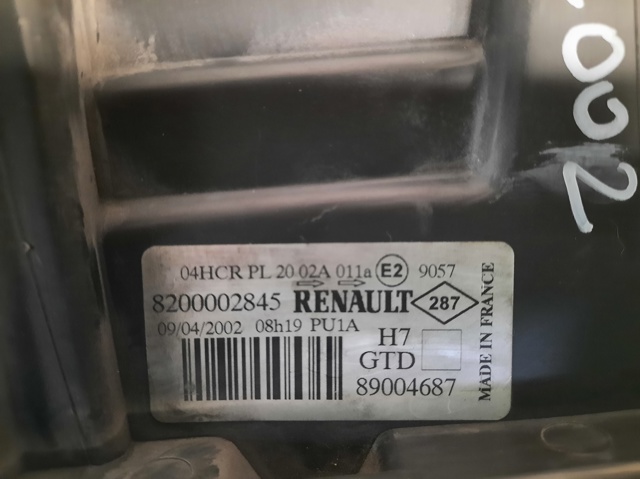 04HCR PL 20 02A 011a E2 9057
8200002845 RENAULT 287
09/04/2002 08h19 PU1A
H7
GTD
89004687
MADE IN FRANCE
2002